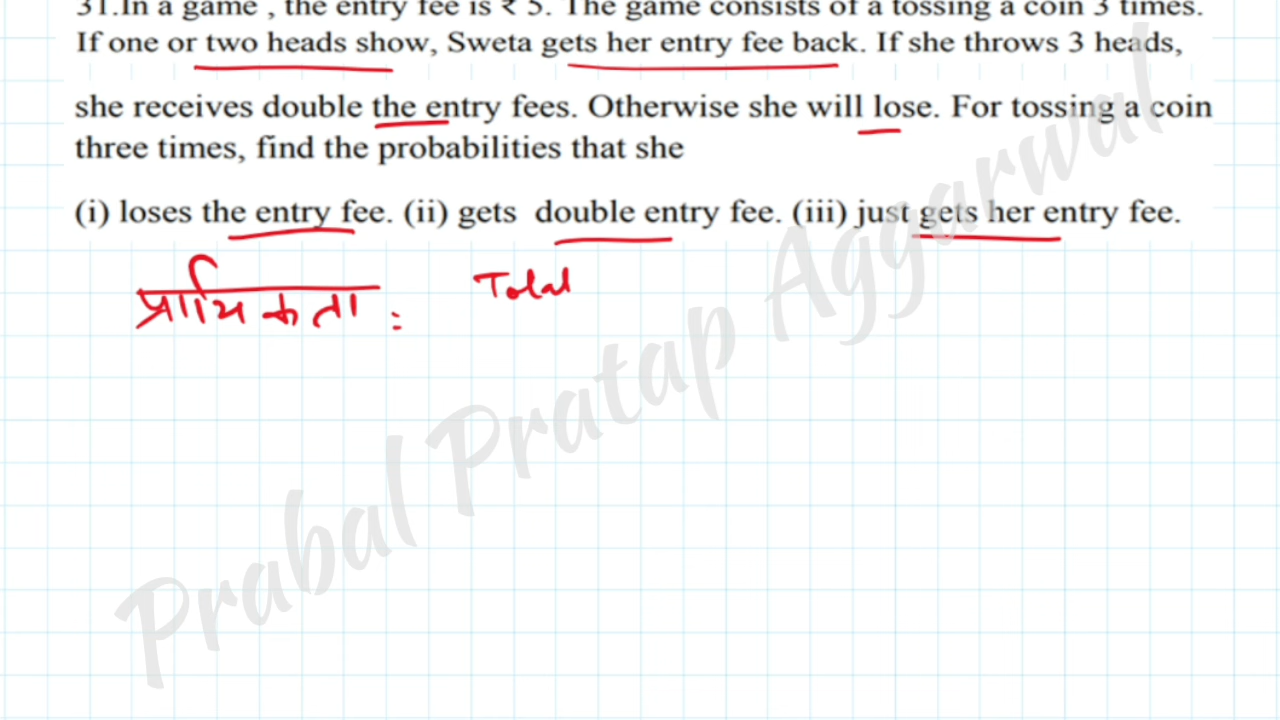 31.In a game , the entry fee is ₹ 5. The game consists of a tossing a coin 3 times.
If one or two heads show, Sweta gets her entry fee back. If she throws 3 heads,
she receives double the entry fees. Otherwise she will lose. For tossing a coin
three times, find the probabilities that she
(i) loses the entry fee. (ii) gets double entry fee. (iii) just gets her entry fee.
प्रायिकता : Total
Prabal Pratap Aggarwal